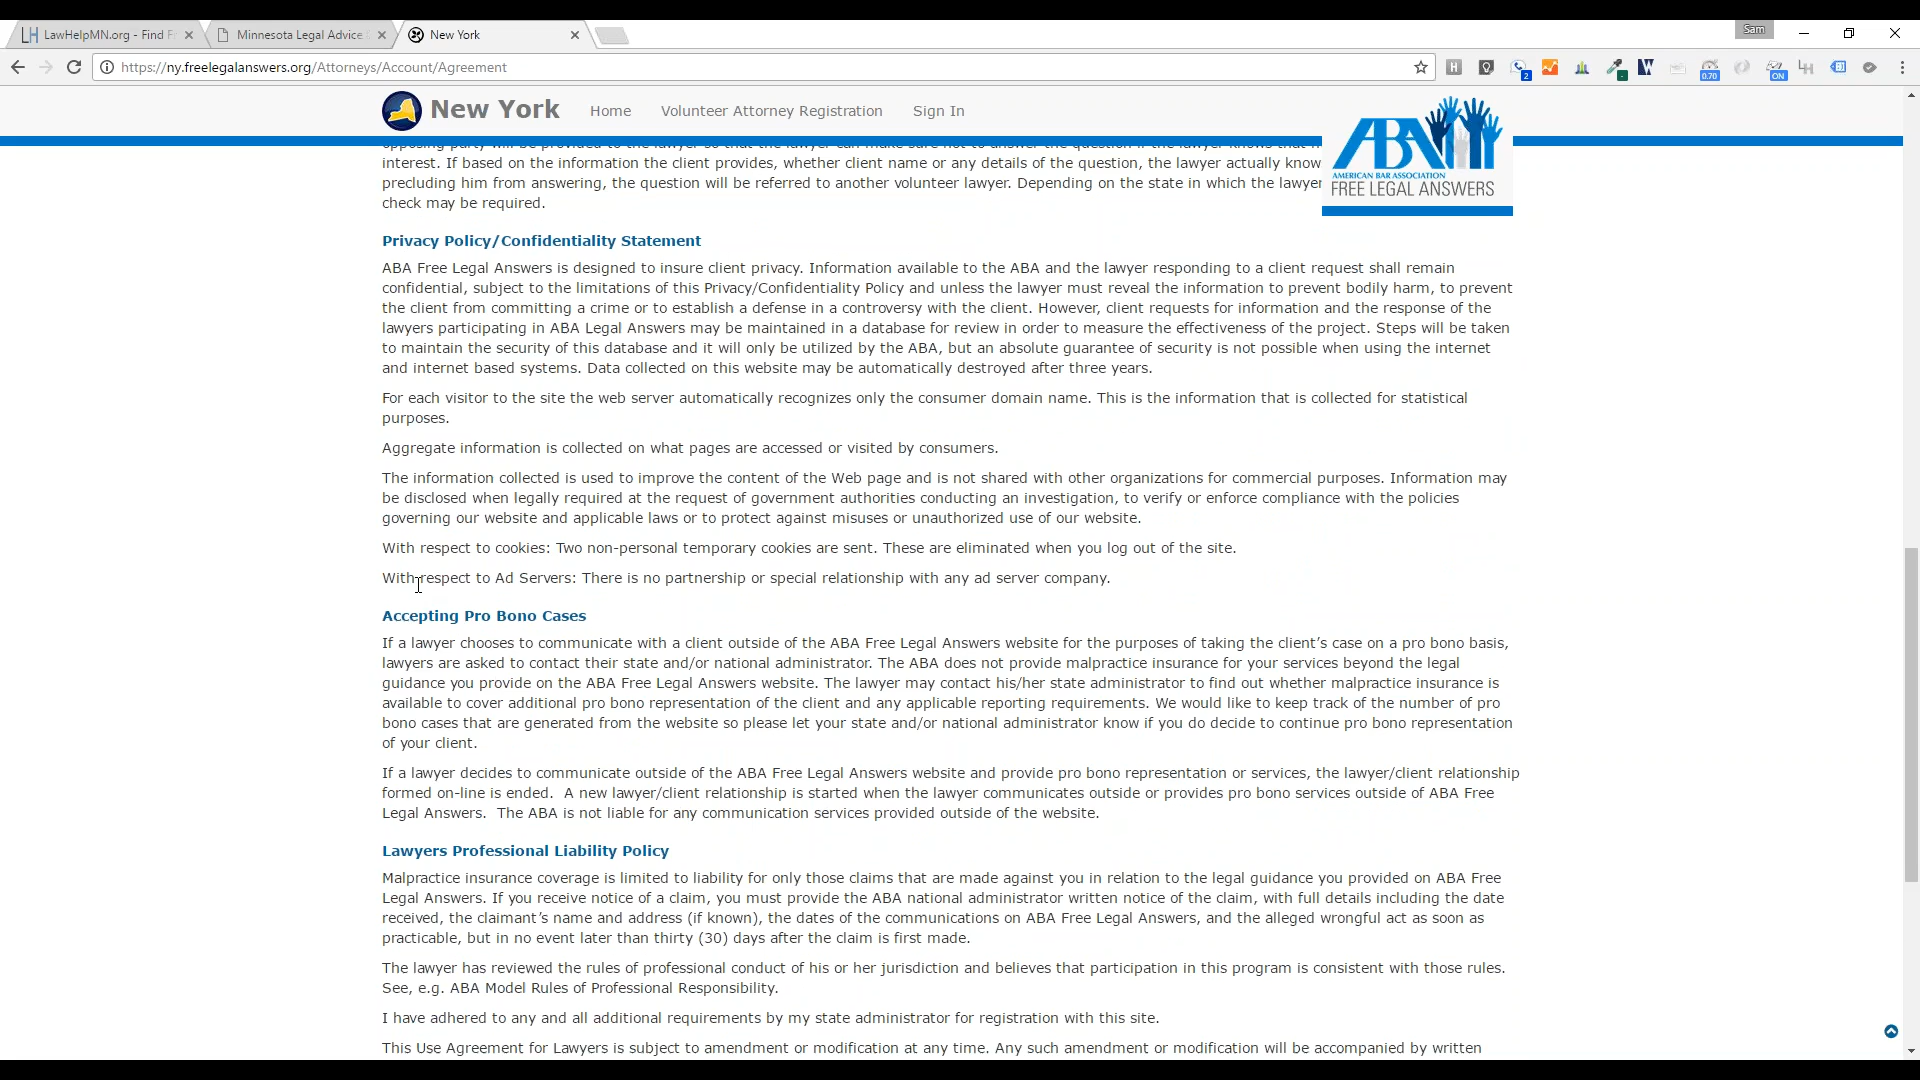 LawHelpMN.org - Find F
Minnesota Legal Advice
New York
Sam
https://ny.freelegalanswers.org/Attorneys/Account/Agreement
2
0.70
ON
New York
Home
Volunteer Attorney Registration
Sign In
ABA
AMERICAN BAR ASSOCIATION
FREE LEGAL ANSWERS
opposing party will be provided to the lawyer so that the lawyer can make sure not to answer the question if the lawyer knows that
interest. If based on the information the client provides, whether client name or any details of the question, the lawyer actually know
precluding him from answering, the question will be referred to another volunteer lawyer. Depending on the state in which the lawyer
check may be required.
Privacy Policy/Confidentiality Statement
ABA Free Legal Answers is designed to insure client privacy. Information available to the ABA and the lawyer responding to a client request shall remain
confidential, subject to the limitations of this Privacy/Confidentiality Policy and unless the lawyer must reveal the information to prevent bodily harm, to prevent
the client from committing a crime or to establish a defense in a controversy with the client. However, client requests for information and the response of the
lawyers participating in ABA Legal Answers may be maintained in a database for review in order to measure the effectiveness of the project. Steps will be taken
to maintain the security of this database and it will only be utilized by the ABA, but an absolute guarantee of security is not possible when using the internet
and internet based systems. Data collected on this website may be automatically destroyed after three years.
For each visitor to the site the web server automatically recognizes only the consumer domain name. This is the information that is collected for statistical
purposes.
Aggregate information is collected on what pages are accessed or visited by consumers.
The information collected is used to improve the content of the Web page and is not shared with other organizations for commercial purposes. Information may
be disclosed when legally required at the request of government authorities conducting an investigation, to verify or enforce compliance with the policies
governing our website and applicable laws or to protect against misuses or unauthorized use of our website.
With respect to cookies: Two non-personal temporary cookies are sent. These are eliminated when you log out of the site.
With respect to Ad Servers: There is no partnership or special relationship with any ad server company.
Accepting Pro Bono Cases
If a lawyer chooses to communicate with a client outside of the ABA Free Legal Answers website for the purposes of taking the client's case on a pro bono basis,
lawyers are asked to contact their state and/or national administrator. The ABA does not provide malpractice insurance for your services beyond the legal
guidance you provide on the ABA Free Legal Answers website. The lawyer may contact his/her state administrator to find out whether malpractice insurance is
available to cover additional pro bono representation of the client and any applicable reporting requirements. We would like to keep track of the number of pro
bono cases that are generated from the website so please let your state and/or national administrator know if you do decide to continue pro bono representation
of your client.
If a lawyer decides to communicate outside of the ABA Free Legal Answers website and provide pro bono representation or services, the lawyer/client relationship
formed on-line is ended.  A new lawyer/client relationship is started when the lawyer communicates outside or provides pro bono services outside of ABA Free
Legal Answers.  The ABA is not liable for any communication services provided outside of the website.
Lawyers Professional Liability Policy
Malpractice insurance coverage is limited to liability for only those claims that are made against you in relation to the legal guidance you provided on ABA Free
Legal Answers. If you receive notice of a claim, you must provide the ABA national administrator written notice of the claim, with full details including the date
received, the claimant's name and address (if known), the dates of the communications on ABA Free Legal Answers, and the alleged wrongful act as soon as
practicable, but in no event later than thirty (30) days after the claim is first made.
The lawyer has reviewed the rules of professional conduct of his or her jurisdiction and believes that participation in this program is consistent with those rules.
See, e.g. ABA Model Rules of Professional Responsibility.
I have adhered to any and all additional requirements by my state administrator for registration with this site.
This Use Agreement for Lawyers is subject to amendment or modification at any time. Any such amendment or modification will be accompanied by written